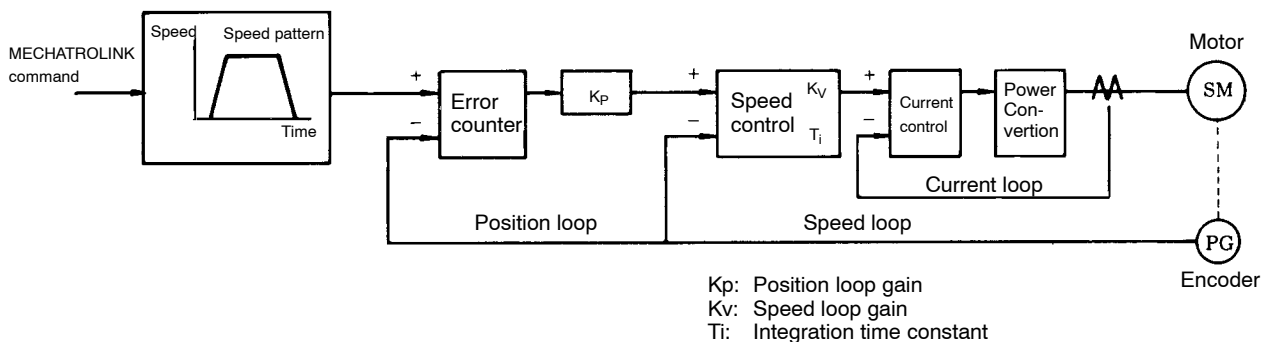 MECHATROLINK
command
Speed
Speed pattern
Time
+
−
Error
counter
KP
+
−
Speed
control
KV
Ti
+
−
Current
control
Power
Con-
vertion
Motor
SM
Current loop
Position loop
Speed loop
PG
Encoder
Kp: Position loop gain
Kv: Speed loop gain
Ti: Integration time constant